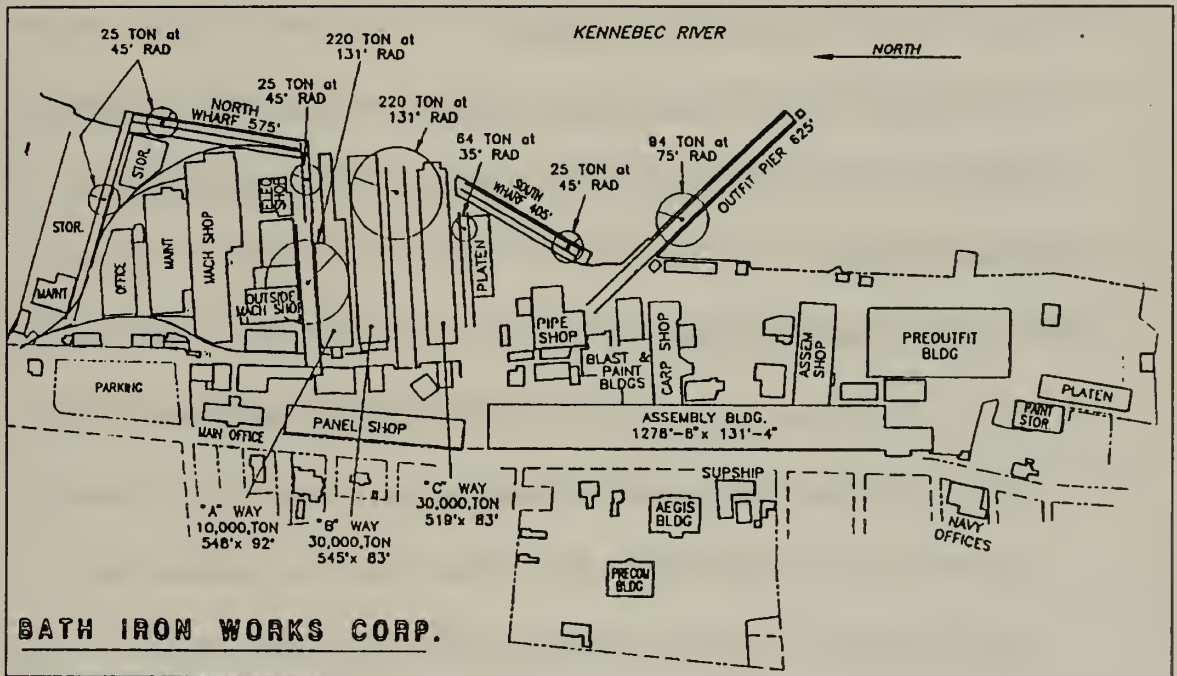 25 TON at
45' RAD
220 TON at
131' RAD
KENNEBEC RIVER
NORTH
25 TON at
45' RAD
NORTH
WHARF 575'
220 TON at
131' RAD
64 TON at
35' RAD
94 TON at
75' RAD
25 TON at
45' RAD
SOUTH
WHARF 405'
OUTFIT PIER 625'
STOR.
STOR.
MAINT
OFFICE
MAINT
MACH SHOP
ELEC
SHOP
OUTSIDE
MACH SHOP
PLATEN
PIPE
SHOP
BLAST &
PAINT
BLDGS
CARP SHOP
ASSEM
SHOP
PREOUTFIT
BLDG
PLATEN
PAINT
STOR
PARKING
MAIN OFFICE
PANEL SHOP
ASSEMBLY BLDG.
1278'-8" x 131'-4"
"A" WAY
10,000,TON
548'x 92'
"B" WAY
30,000,TON
545'x 83'
"C" WAY
30,000,TON
519'x 83'
SUPSHIP
AEGIS
BLDG
NAVY
OFFICES
PRECOM
BLDG
BATH IRON WORKS CORP.